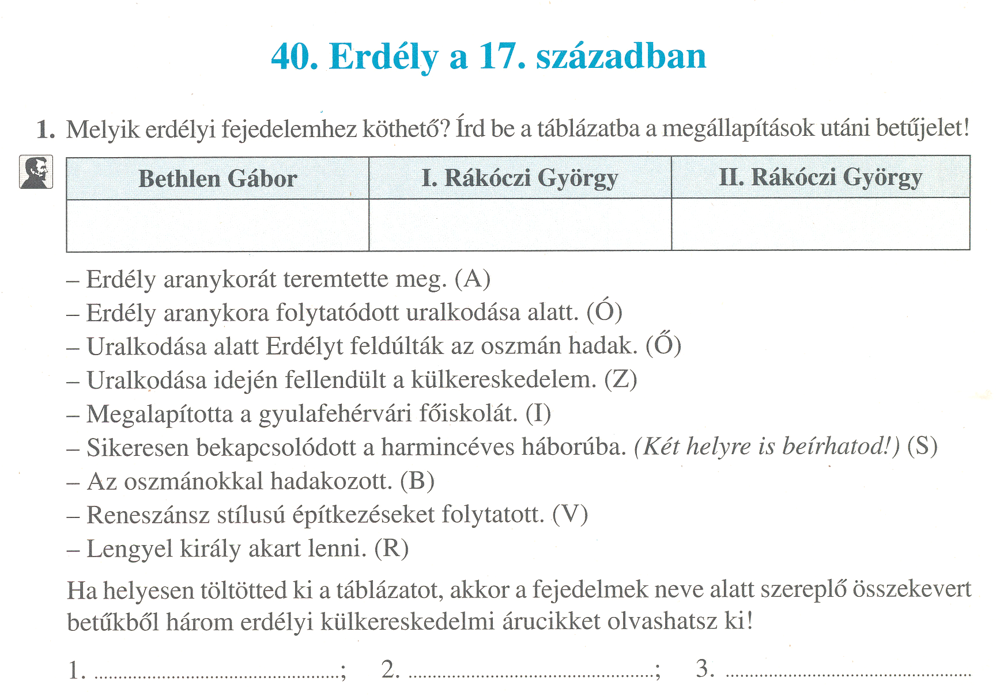 40. Erdély a 17. században
1. Melyik erdélyi fejedelemhez köthető? Írd be a táblázatba a megállapítások utáni betűjelet!
Bethlen Gábor
I. Rákóczi György
II. Rákóczi György
– Erdély aranykorát teremtette meg. (A)
– Erdély aranykora folytatódott uralkodása alatt. (Ó)
– Uralkodása alatt Erdélyt feldúlták az oszmán hadak. (Ő)
– Uralkodása idején fellendült a külkereskedelem. (Z)
– Megalapította a gyulafehérvári főiskolát. (I)
– Sikeresen bekapcsolódott a harmincéves háborúba. (Két helyre is beírhatod!) (S)
– Az oszmánokkal hadakozott. (B)
– Reneszánsz stílusú építkezéseket folytatott. (V)
– Lengyel király akart lenni. (R)
Ha helyesen töltötted ki a táblázatot, akkor a fejedelmek neve alatt szereplő összekevert
betűkből három erdélyi külkereskedelmi árucikket olvashatsz ki!
1. ........................................; 2. ........................................; 3. ........................................